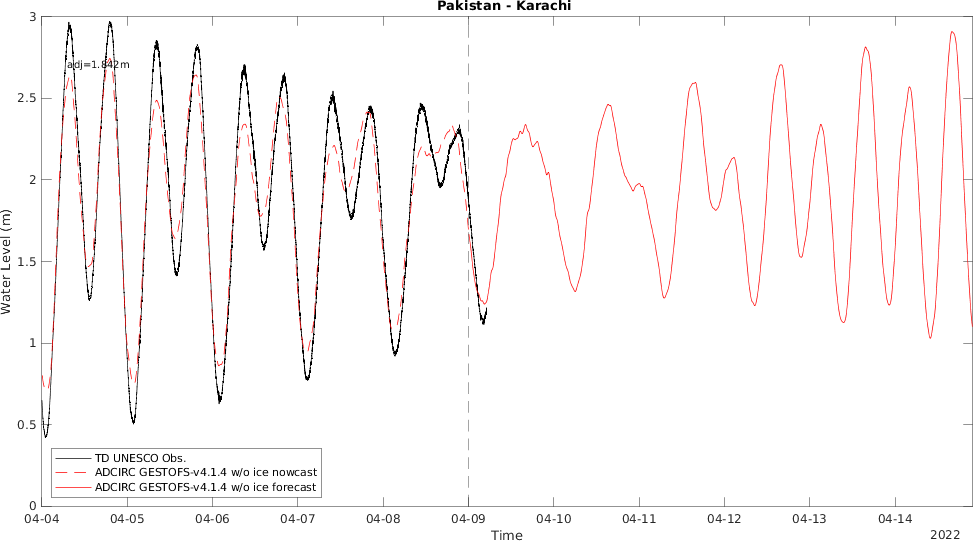 Pakistan - Karachi
adj=1.842m
Water Level (m)
3
2.5
2
1.5
1
0.5
0
TD UNESCO Obs.
ADCIRC GESTOFS-v4.1.4 w/o ice nowcast
ADCIRC GESTOFS-v4.1.4 w/o ice forecast
04-04 04-05 04-06 04-07 04-08 04-09 04-10 04-11 04-12 04-13 04-14
Time
2022